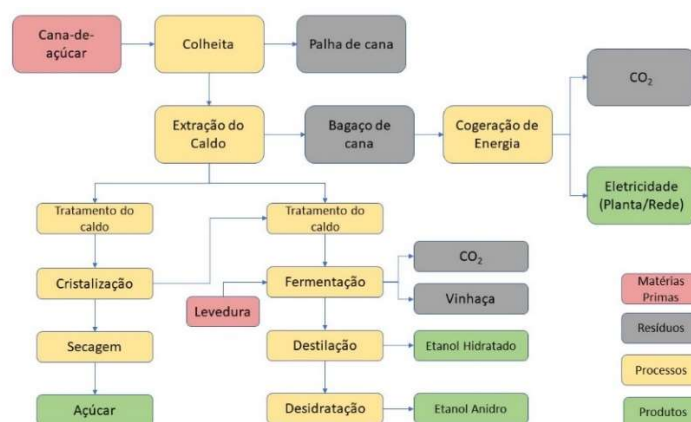 Cana-de-
açúcar
Colheita
Palha de cana
CO₂
Extração do
Caldo
Bagaço de
cana
Cogeração de
Energia
Eletricidade
(Planta/Rede)
Tratamento do
caldo
Tratamento do
caldo
CO₂
Cristalização
Fermentação
Vinhaça
Levedura
Secagem
Destilação
Etanol Hidratado
Açúcar
Desidratação
Etanol Anidro
Matérias
Primas
Resíduos
Processos
Produtos